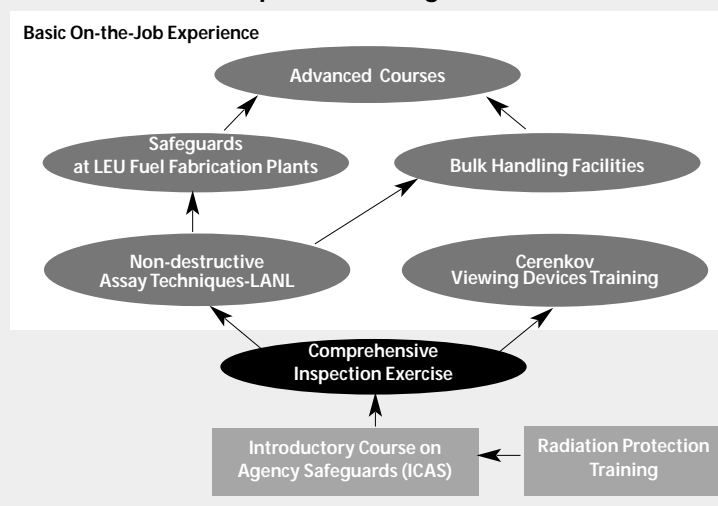 Basic On-the-Job Experience
Advanced Courses
Safeguards
at LEU Fuel Fabrication Plants
Bulk Handling Facilities
Non-destructive
Assay Techniques-LANL
Cerenkov
Viewing Devices Training
Comprehensive
Inspection Exercise
Introductory Course on
Agency Safeguards (ICAS)
Radiation Protection
Training